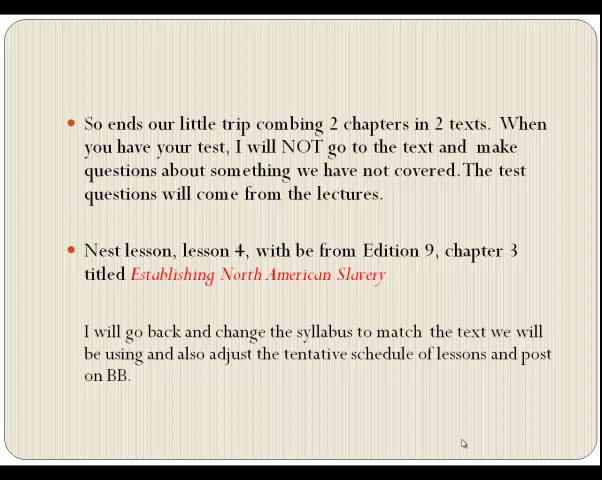 So ends our little trip combing 2 chapters in 2 texts. When
you have your test, I will NOT go to the text and make
questions about something we have not covered. The test
questions will come from the lectures.
Nest lesson, lesson 4, with be from Edition 9, chapter 3
titled Establishing North American Slavery
I will go back and change the syllabus to match the text we will
be using and also adjust the tentative schedule of lessons and post
on BB.